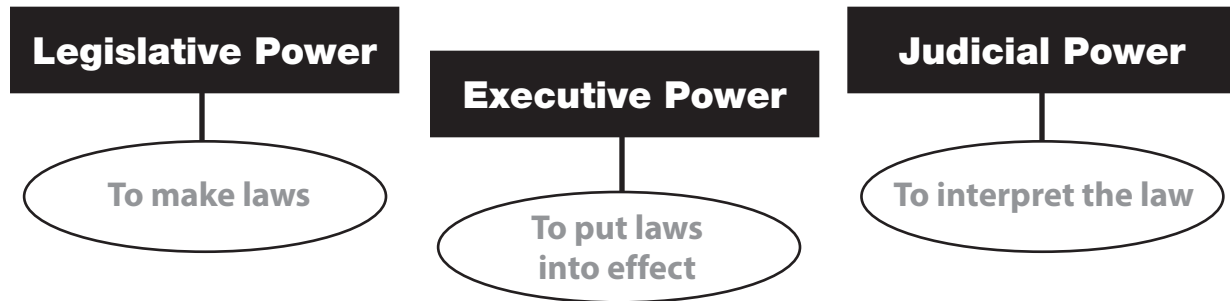 Legislative Power
To make laws
Executive Power
To put laws
into effect
Judicial Power
To interpret the law